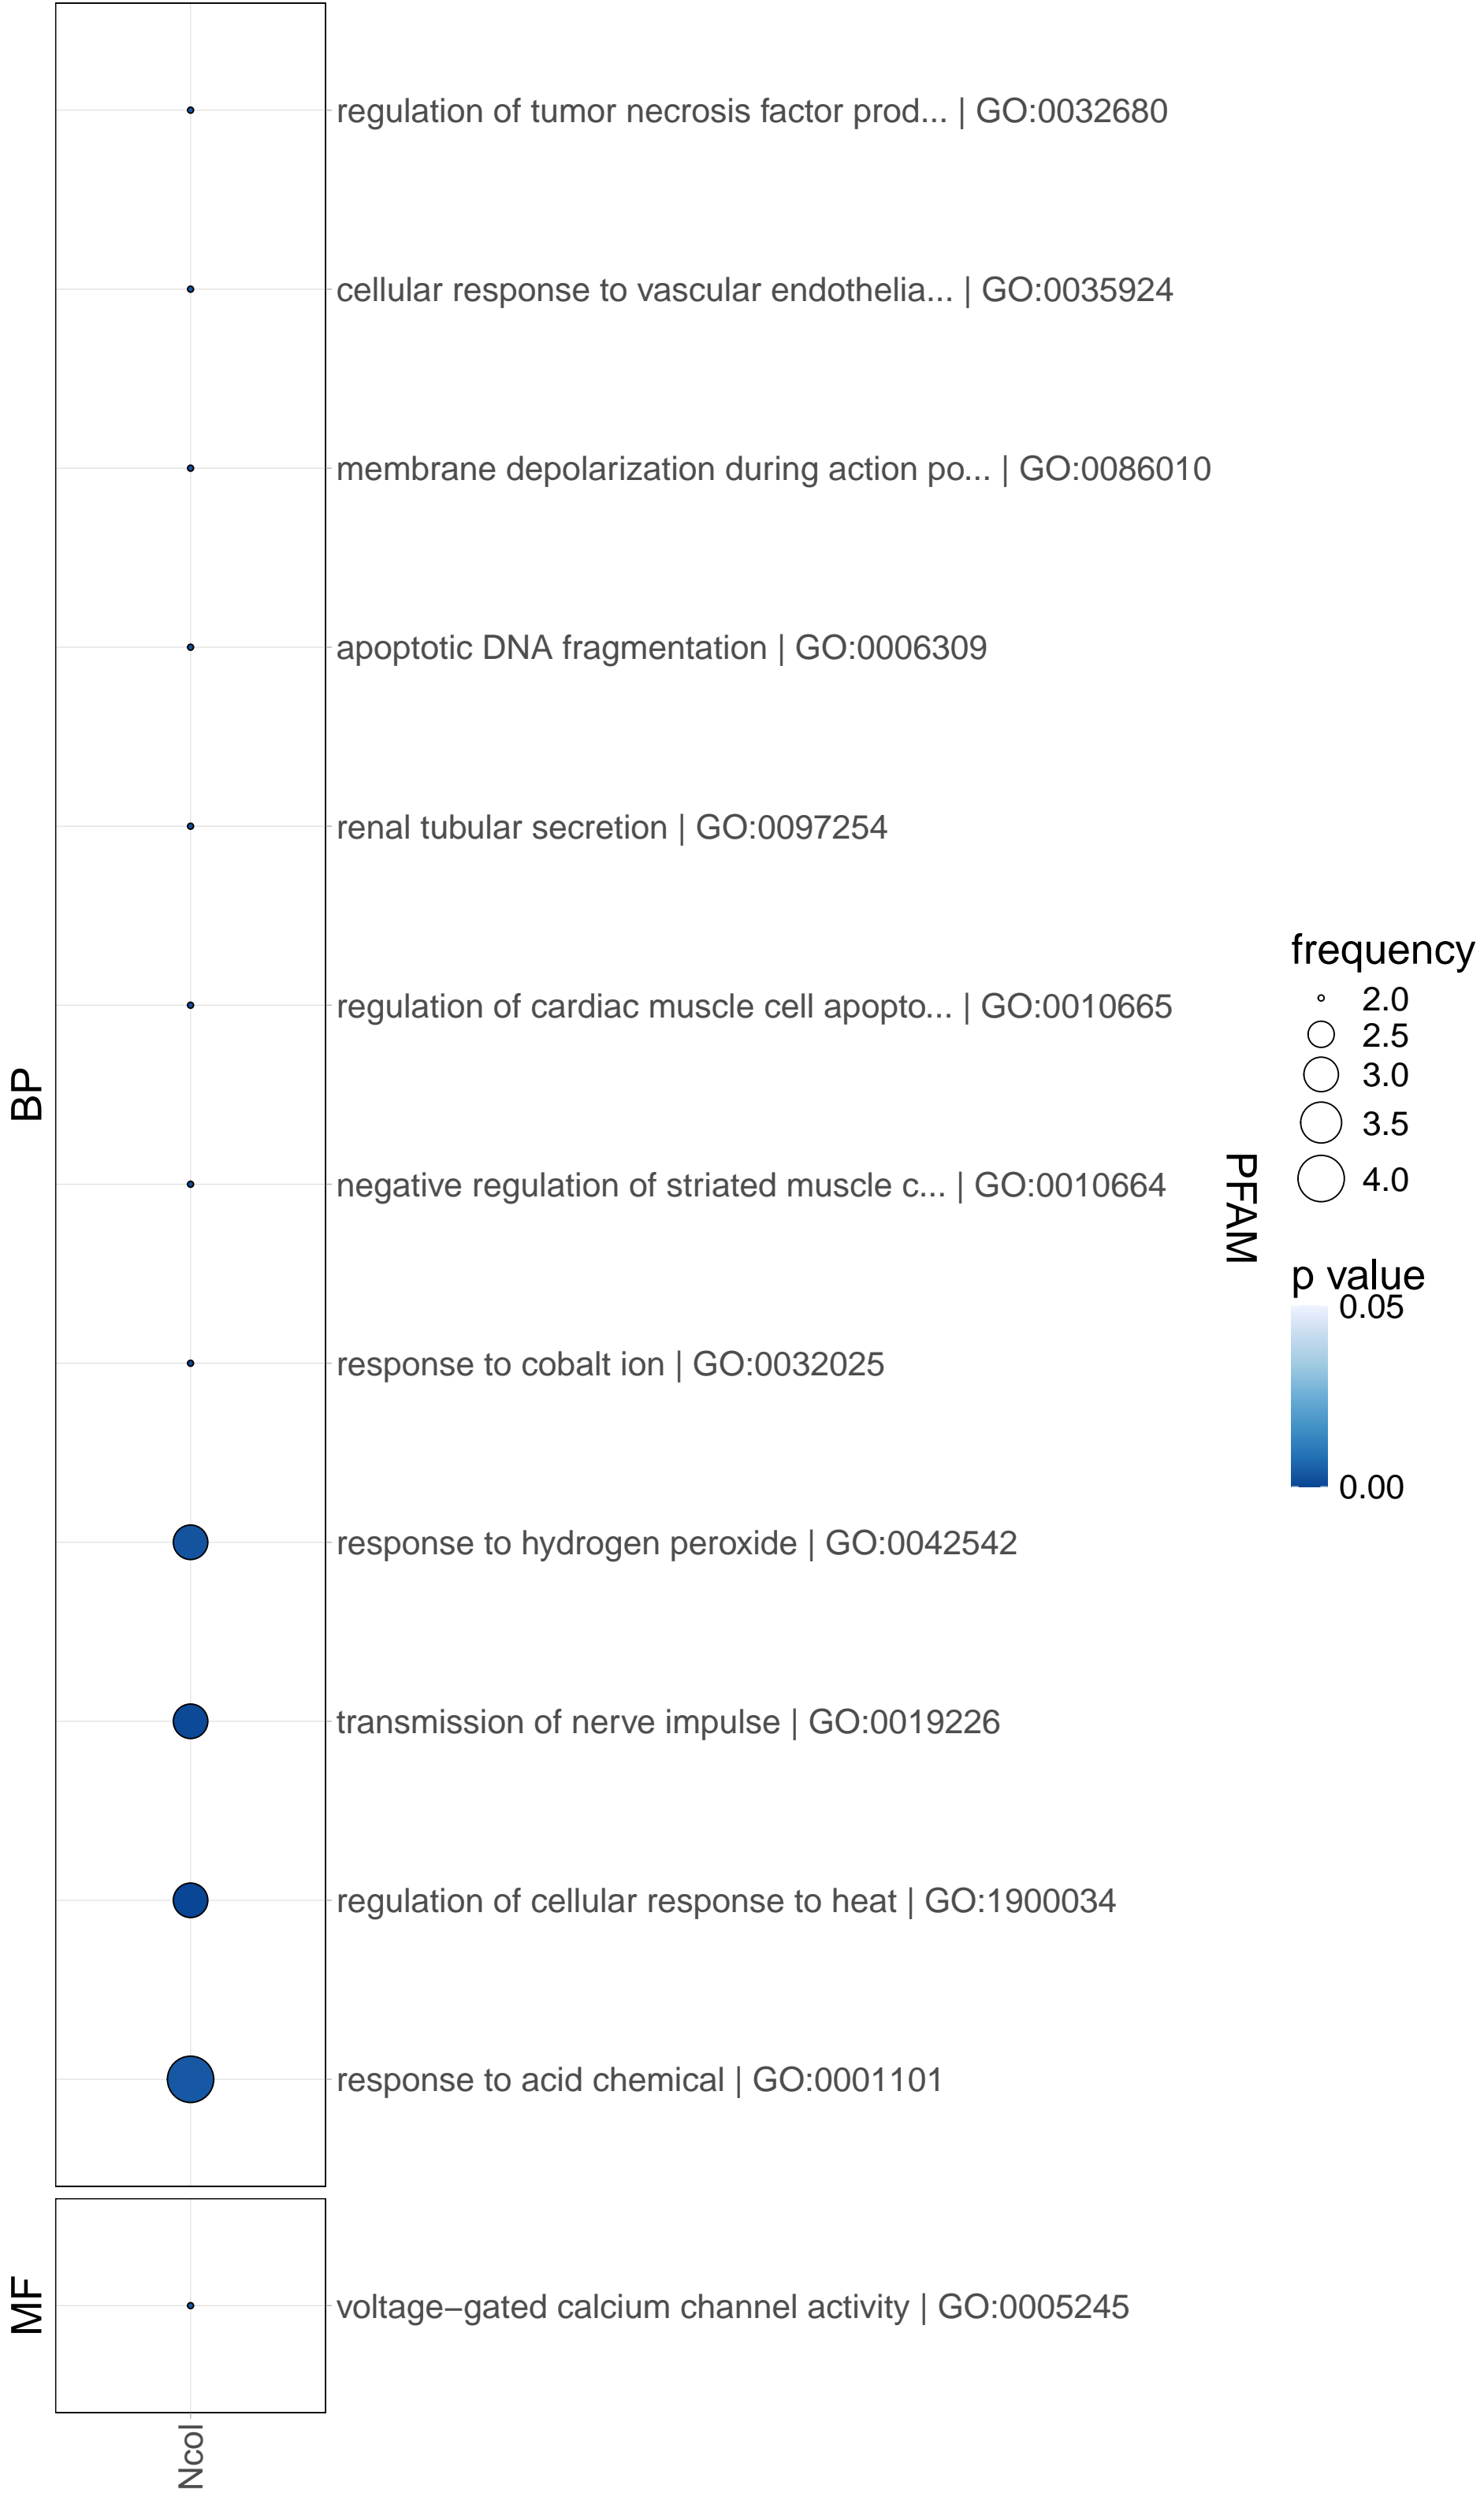 BP
regulation of tumor necrosis factor prod... | GO:0032680
cellular response to vascular endothelia... | GO:0035924
membrane depolarization during action po... | GO:0086010
apoptotic DNA fragmentation | GO:0006309
renal tubular secretion | GO:0097254
regulation of cardiac muscle cell apopto... | GO:0010665
negative regulation of striated muscle c... | GO:0010664
response to cobalt ion | GO:0032025
response to hydrogen peroxide | GO:0042542
transmission of nerve impulse | GO:0019226
regulation of cellular response to heat | GO:1900034
response to acid chemical | GO:0001101
MF
voltage−gated calcium channel activity | GO:0005245
Ncol
PFAM
frequency
2.0
2.5
3.0
3.5
4.0
p value
0.05
0.00